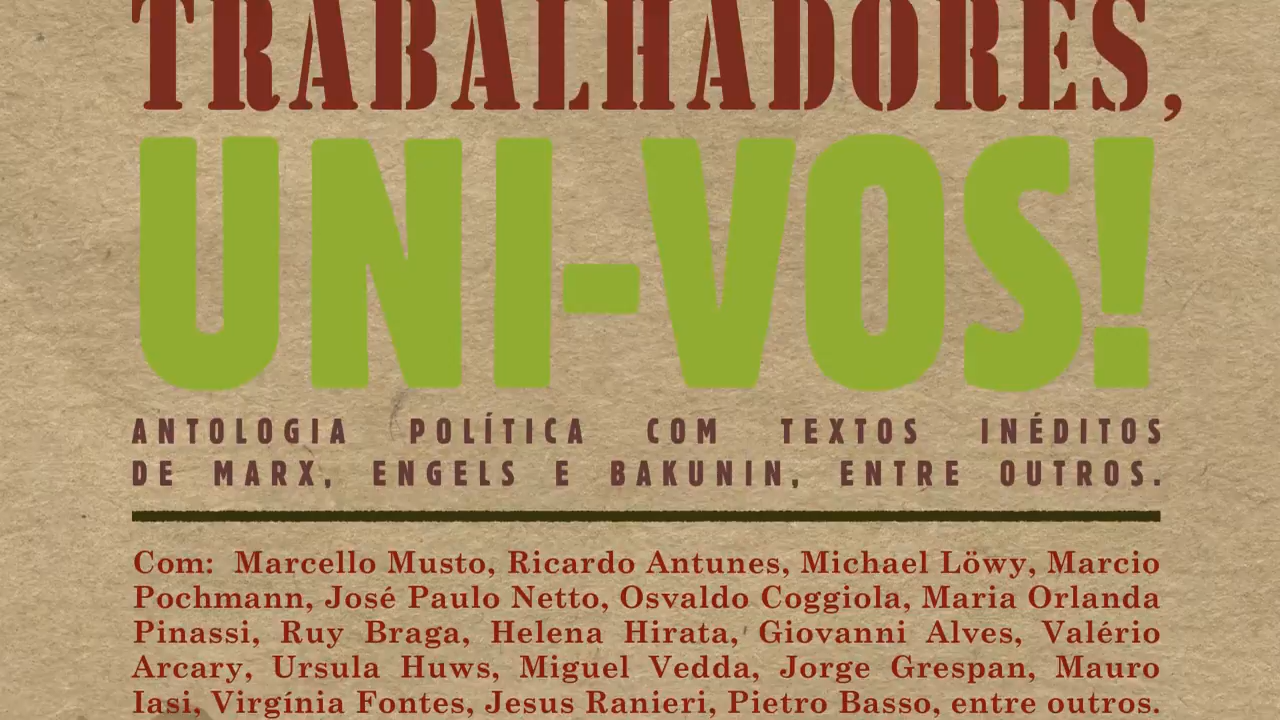 TRABALHADORES,
UNI-VOS!
ANTOLOGIA POLÍTICA COM TEXTOS INÉDITOS
DE MARX, ENGELS E BAKUNIN, ENTRE OUTROS.
Com: Marcello Musto, Ricardo Antunes, Michael Löwy, Marcio
Pochmann, José Paulo Netto, Osvaldo Coggiola, Maria Orlanda
Pinassi, Ruy Braga, Helena Hirata, Giovanni Alves, Valério
Arcary, Ursula Huws, Miguel Vedda, Jorge Grespan, Mauro
Iasi, Virgínia Fontes, Jesus Ranieri, Pietro Basso, entre outros.